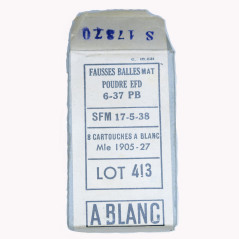 S 17370
FAUSSES BALLES MAT
POUDRE EFD
6-37 PB
SFM 17-5-38
8 CARTOUCHES A BLANC
Mle 1905-27
LOT 413
A BLANC